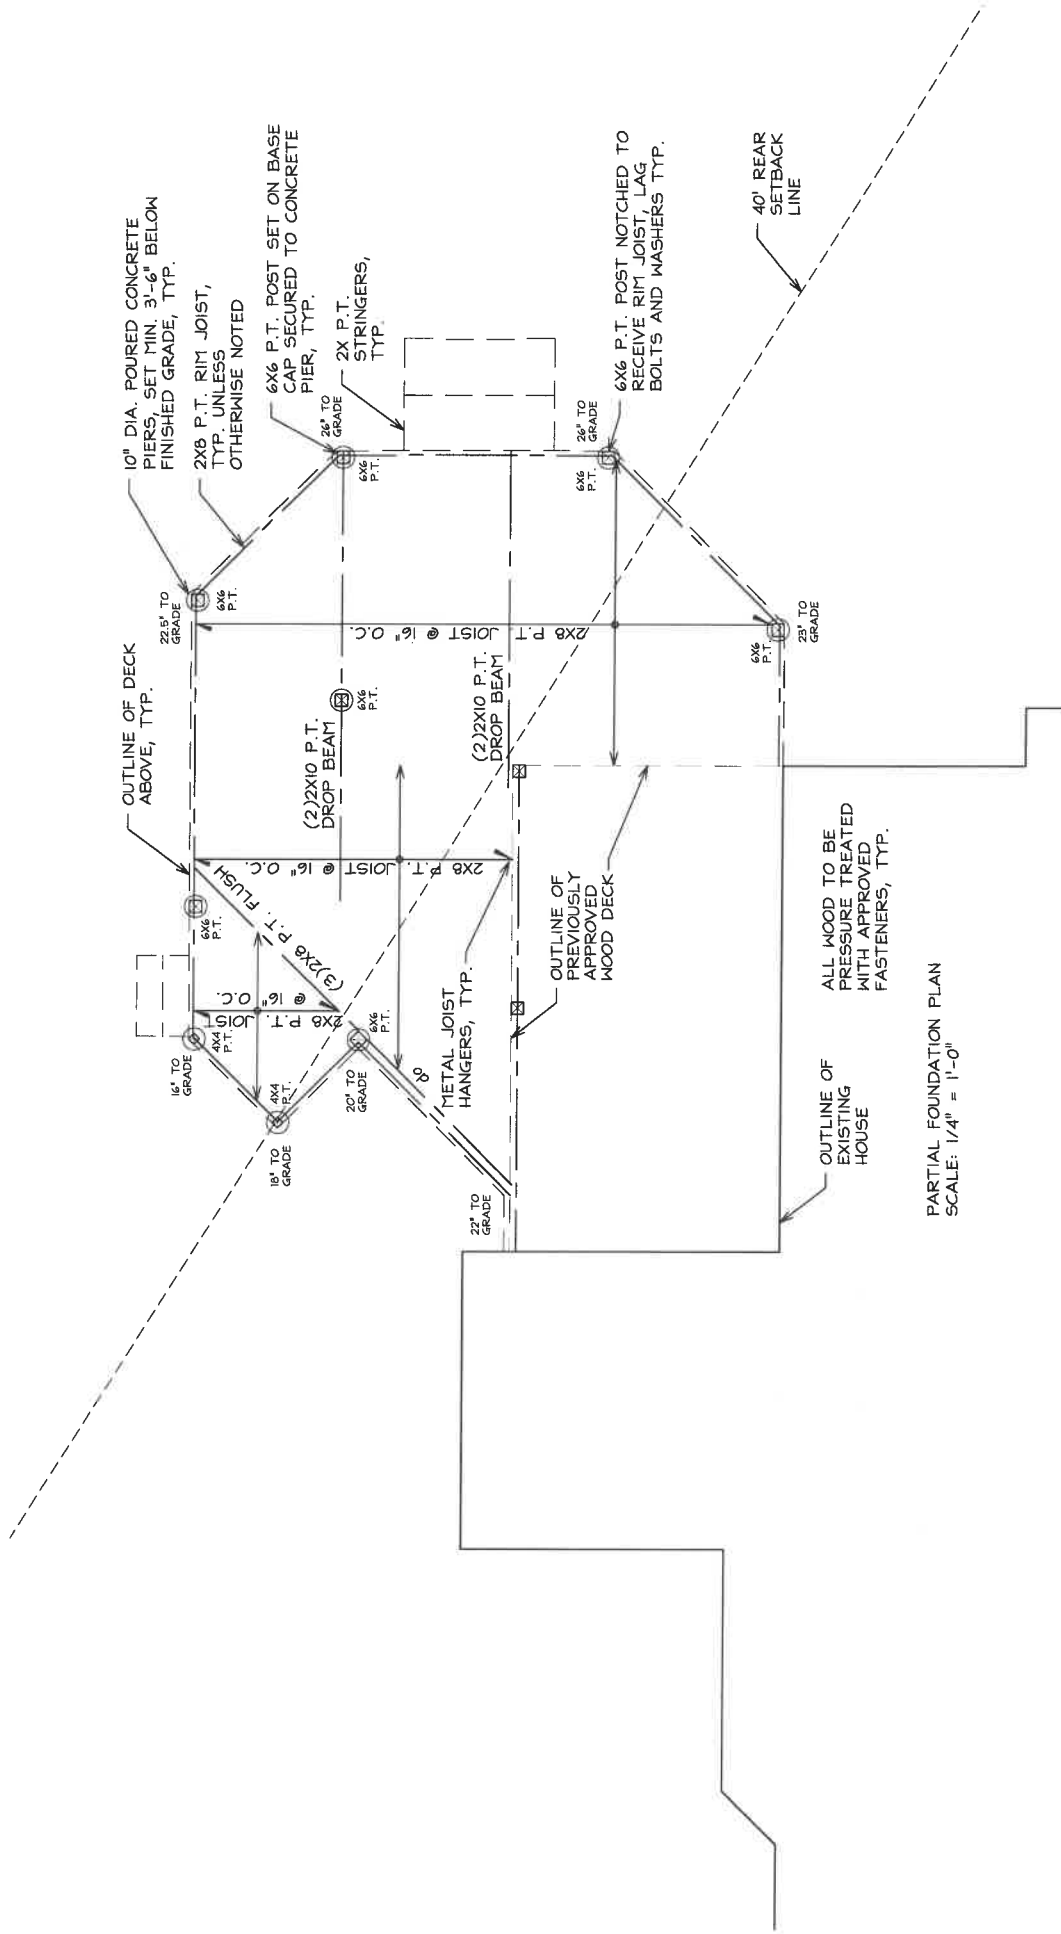 10" DIA. POURED CONCRETE
PIERS, SET MIN. 3'-6" BELOW
FINISHED GRADE, TYP.
2X8 P.T. RIM JOIST,
TYP. UNLESS
OTHERWISE NOTED
6X6 P.T. POST SET ON BASE
CAP SECURED TO CONCRETE
PIER, TYP.
2X P.T.
STRINGERS,
TYP.
6X6 P.T. POST NOTCHED TO
RECEIVE RIM JOIST, LAG
BOLTS AND WASHERS TYP.
40' REAR
SETBACK
LINE
OUTLINE OF DECK
ABOVE, TYP.
22.5" TO
GRADE
6X6
P.T.
26" TO
GRADE
6X6
P.T.
26" TO
GRADE
6X6
P.T.
23" TO
GRADE
6X6
P.T.
2X8 P.T. JOIST @ 16" O.C.
6X6
P.T.
(2)2X10 P.T.
DROP BEAM
(2)2X10 P.T.
DROP BEAM
2X8 P.T. JOIST @ 16" O.C.
(3)2X8 P.T. FLUSH
6X6
P.T.
2X8 P.T. JOIST
@ 16" O.C.
16" TO
GRADE
4X4
P.T.
18" TO
GRADE
4X4
P.T.
20" TO
GRADE
6X6
P.T.
do
22" TO
GRADE
METAL JOIST
HANGERS, TYP.
OUTLINE OF
PREVIOUSLY
APPROVED
WOOD DECK
OUTLINE OF
EXISTING
HOUSE
ALL WOOD TO BE
PRESSURE TREATED
WITH APPROVED
FASTENERS, TYP.
PARTIAL FOUNDATION PLAN
SCALE: 1/4" = 1'-0"